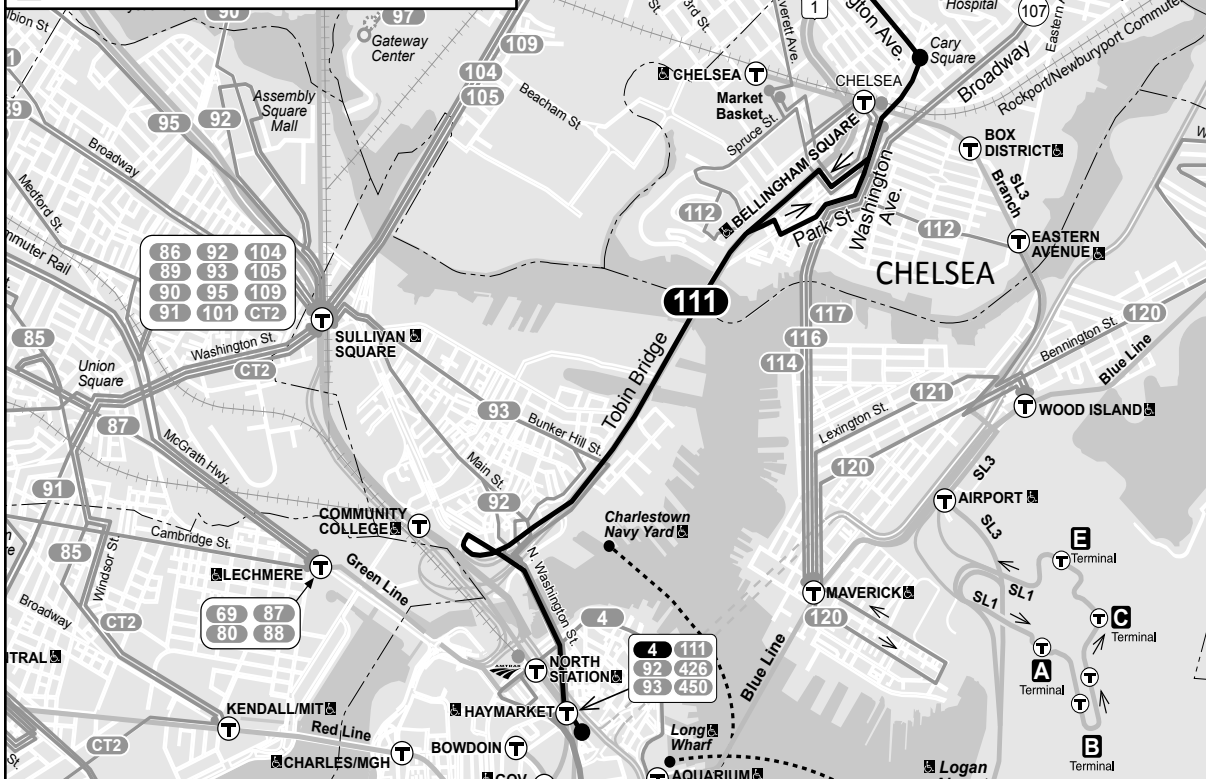 90
97
Gateway
Center
109
104
105
Everett Ave.
1
Hospital
107
Eastern A
Cary
Square
Broadway
Rockport/Newburyport Commuter
CHELSEA
CHELSEA
Market
Basket
Beacham St
Assembly
Square
Mall
95
92
Broadway
Medford St.
Spruce St.
BELLINGHAM SQUARE
BOX
DISTRICT
SL3
Branch
Washington
Ave.
Park St
112
112
EASTERN
AVENUE
CHELSEA
86 92 104
89 93 105
90 95 109
91 101 CT2
111
117
116
114
120
Bennington St.
Blue Line
SULLIVAN
SQUARE
Washington St.
CT2
85
Union
Square
Tobin Bridge
121
Lexington St.
WOOD ISLAND
93
Bunker Hill St.
87
McGrath Hwy.
Main St.
120
SL3
91
92
AIRPORT
COMMUNITY
COLLEGE
Charlestown
Navy Yard
SL3
Cambridge St.
85
Windsor St.
LECHMERE
Green Line
N. Washington St.
E
Terminal
SL1
SL1
MAVERICK
120
69 87
80 88
Broadway
CT2
4
C
Terminal
4 111
92 426
93 450
AMTRAK
NORTH
STATION
Blue Line
A
Terminal
KENDALL/MIT
HAYMARKET
Red Line
Long
Wharf
CT2
BOWDOIN
B
Terminal
CHARLES/MGH
AQUARIUM
Logan